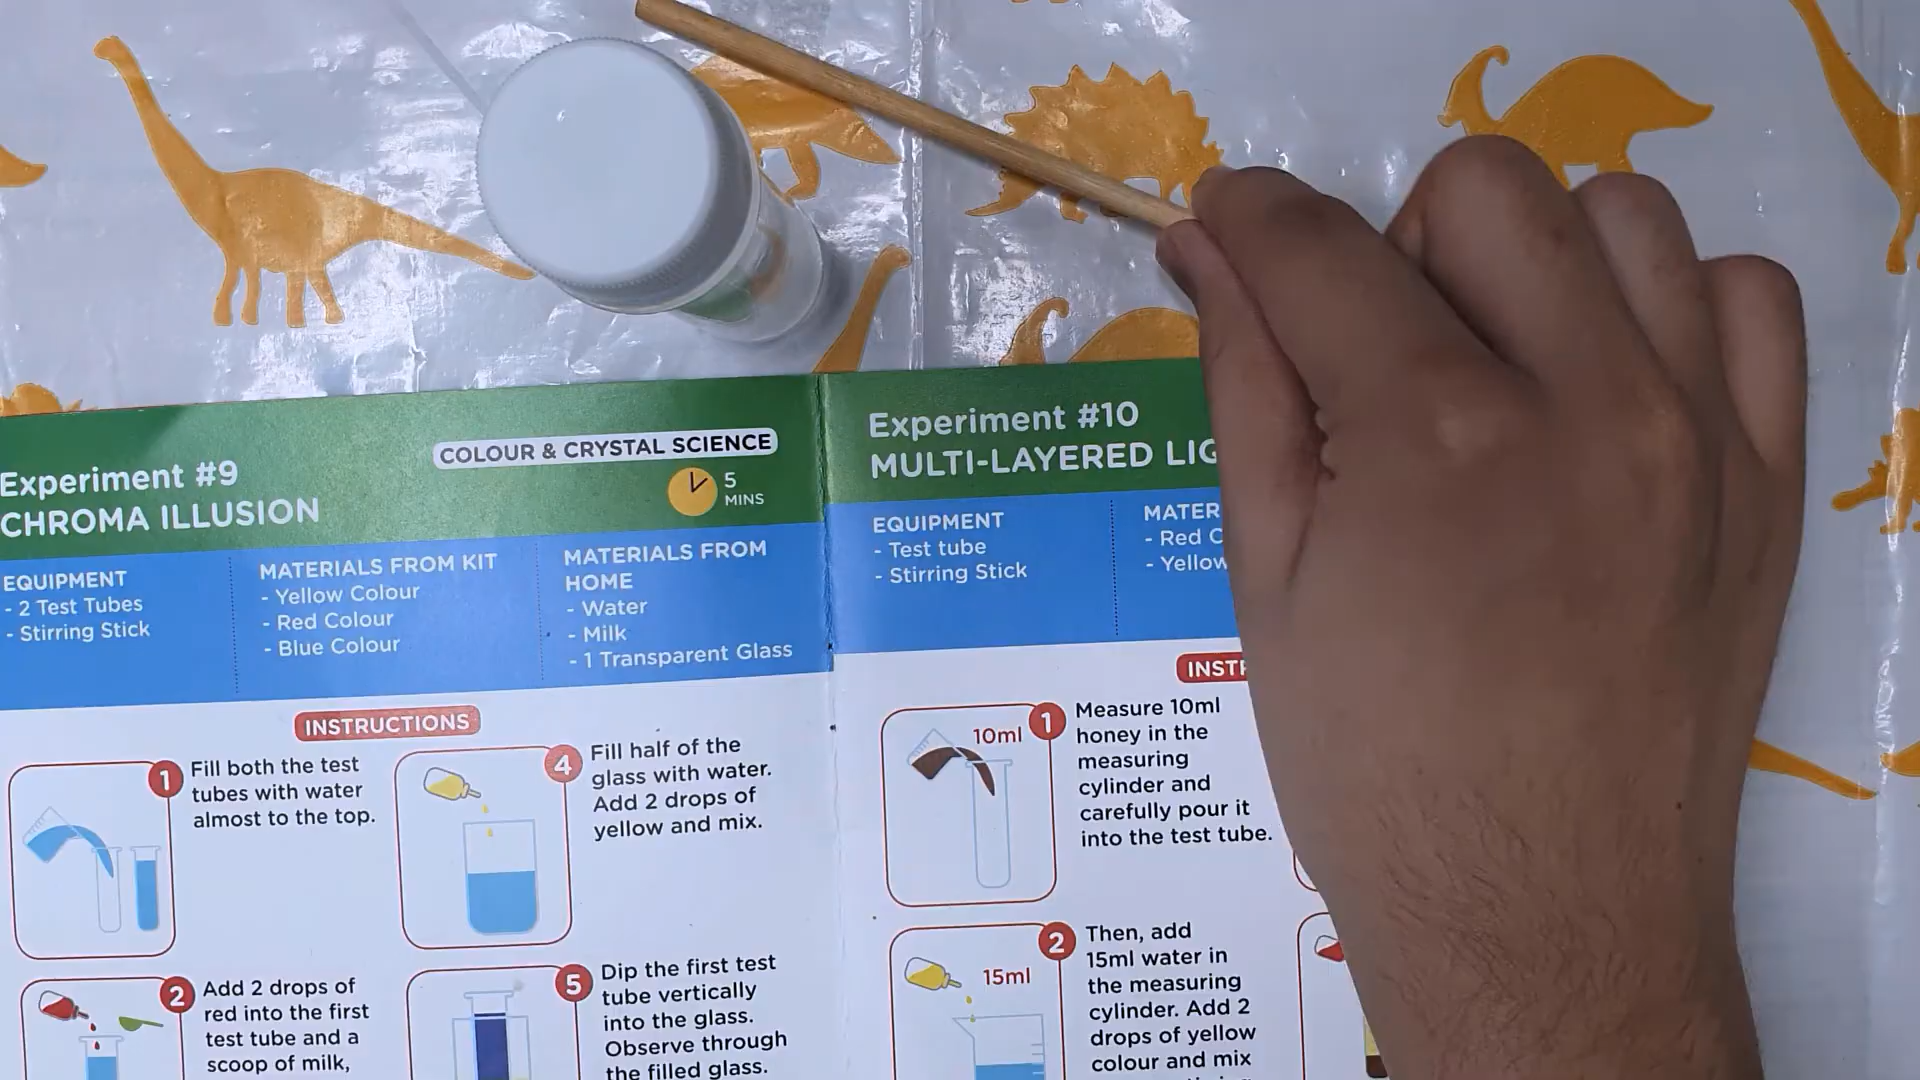 Experiment #9
CHROMA ILLUSION
COLOUR & CRYSTAL SCIENCE
5
MINS
EQUIPMENT
- 2 Test Tubes
- Stirring Stick
MATERIALS FROM KIT
- Yellow Colour
- Red Colour
- Blue Colour
MATERIALS FROM
HOME
- Water
- Milk
- 1 Transparent Glass
INSTRUCTIONS
1
Fill both the test
tubes with water
almost to the top.
2
Add 2 drops of
red into the first
test tube and a
scoop of milk,
4
Fill half of the
glass with water.
Add 2 drops of
yellow and mix.
5
Dip the first test
tube vertically
into the glass.
Observe through
the filled glass.
Experiment #10
MULTI-LAYERED
EQUIPMENT
- Test tube
- Stirring Stick
- Red
- Yellow
10ml
1
Measure 10ml
honey in the
measuring
cylinder and
carefully pour it
into the test tube.
15ml
2
Then, add
15ml water in
the measuring
cylinder. Add 2
drops of yellow
colour and mix